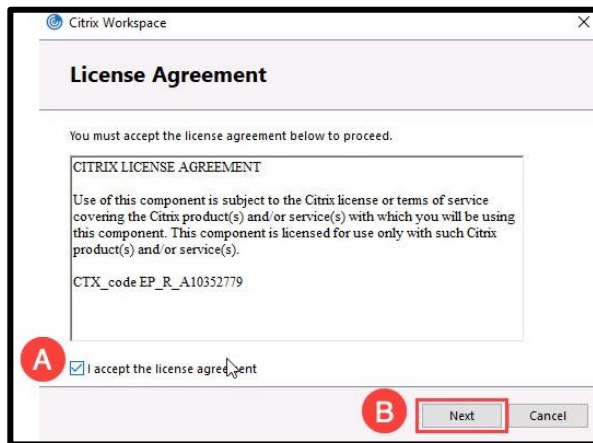 Citrix Workspace
License Agreement
You must accept the license agreement below to proceed.
CITRIX LICENSE AGREEMENT
Use of this component is subject to the Citrix license or terms of service
covering the Citrix product(s) and/or service(s) with which you will be using
this component. This component is licensed for use only with such Citrix
product(s) and/or service(s).
CTX_code EP_R_A10352779
A
I accept the license agreement
B
Next
Cancel